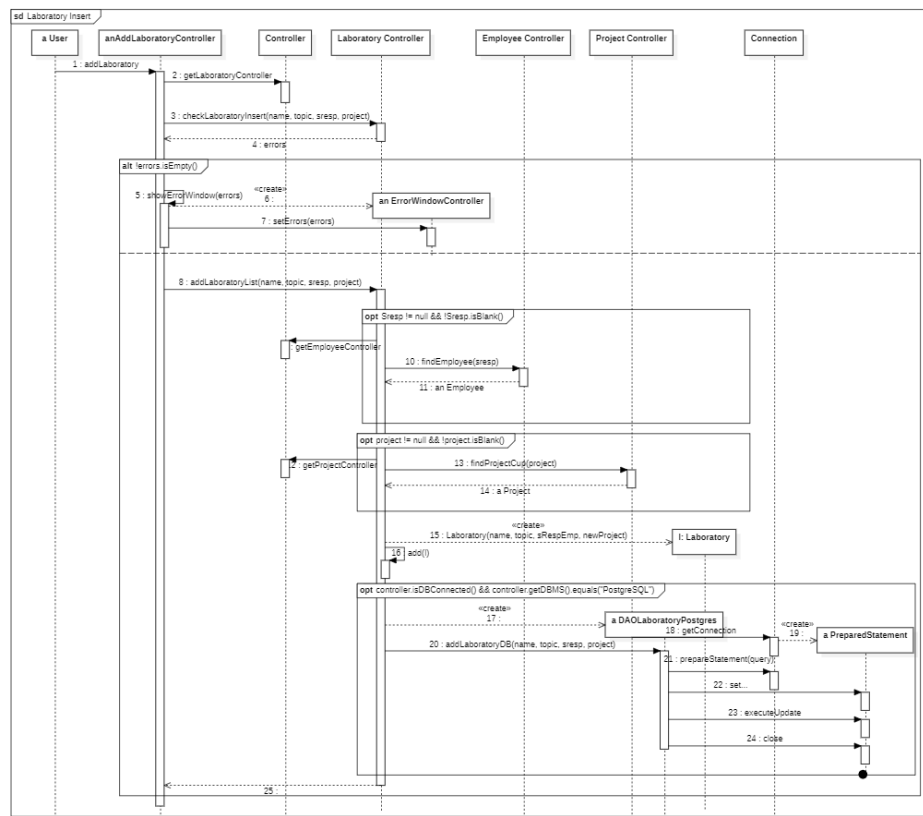 sd Laboratory Insert
a User
anAddLaboratoryController
Controller
Laboratory Controller
Employee Controller
Project Controller
Connection
1 : addLaboratory
2 : getLaboratoryController
3 : checkLaboratoryInsert(name, topic, sresp, project)
4 : errors
alt !errors.isEmpty()
5 : showErrorWindow(errors)
«create»
6 :
an ErrorWindowController
7 : setErrors(errors)
8 : addLaboratoryList(name, topic, sresp, project)
opt Sresp != null && !Sresp.isBlank()
: getEmployeeController
10 : findEmployee(sresp)
11 : an Employee
opt project != null && !project.isBlank()
2 : getProjectController
13 : findProjectCup(project)
14 : a Project
«create»
15 : Laboratory(name, topic, sRespEmp, newProject)
l: Laboratory
16 : add(l)
opt controller.isDBConnected() && controller.getDBMS().equals("PostgreSQL")
«create»
17 :
a DAOLaboratoryPostgres
18 : getConnection
«create»
19 :
a PreparedStatement
20 : addLaboratoryDB(name, topic, sresp, project)
21 : prepareStatement(query)
22 : set...
23 : executeUpdate
24 : close
25 :